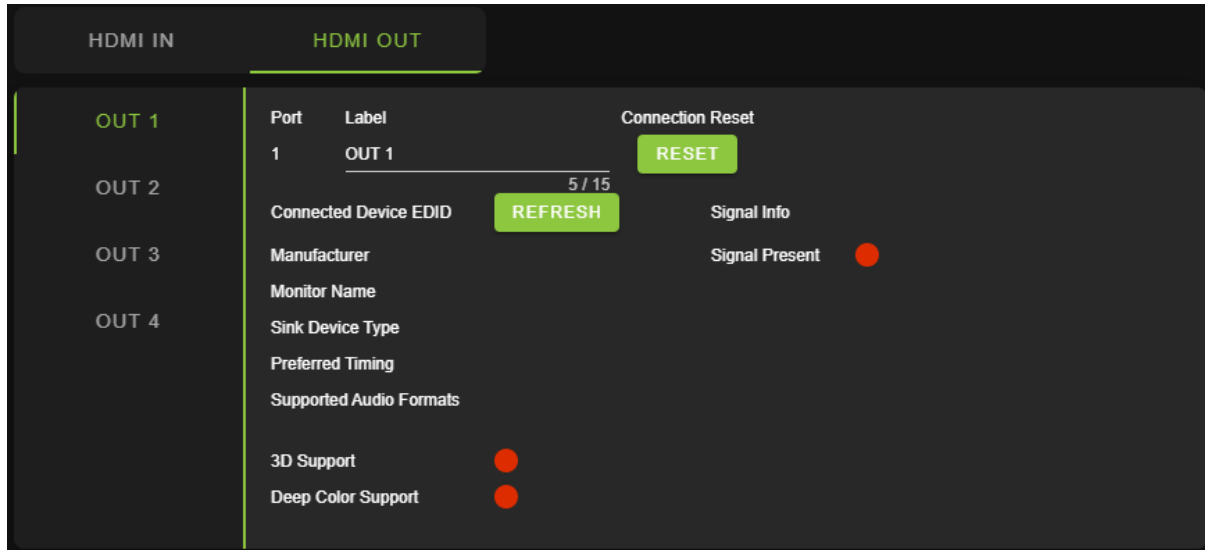 HDMI IN HDMI OUT
OUT 1
OUT 2
OUT 3
OUT 4
Port Label Connection Reset
1 OUT 1 RESET
5 / 15
Connected Device EDID REFRESH Signal Info
Manufacturer Signal Present
Monitor Name
Sink Device Type
Preferred Timing
Supported Audio Formats
3D Support
Deep Color Support